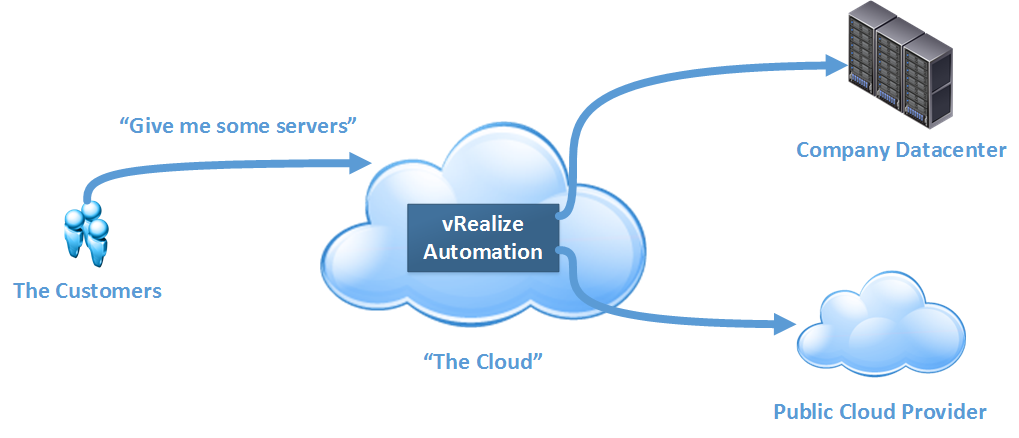 “Give me some servers”
Company Datacenter
vRealize
Automation
The Customers
“The Cloud”
Public Cloud Provider